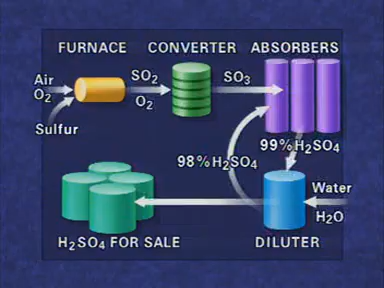 FURNACE CONVERTER ABSORBERS
Air
O₂
SO₂
O₂
SO₃
Sulfur
99%H₂SO₄
98%H₂SO₄
Water
H₂O
H₂SO₄ FOR SALE
DILUTER